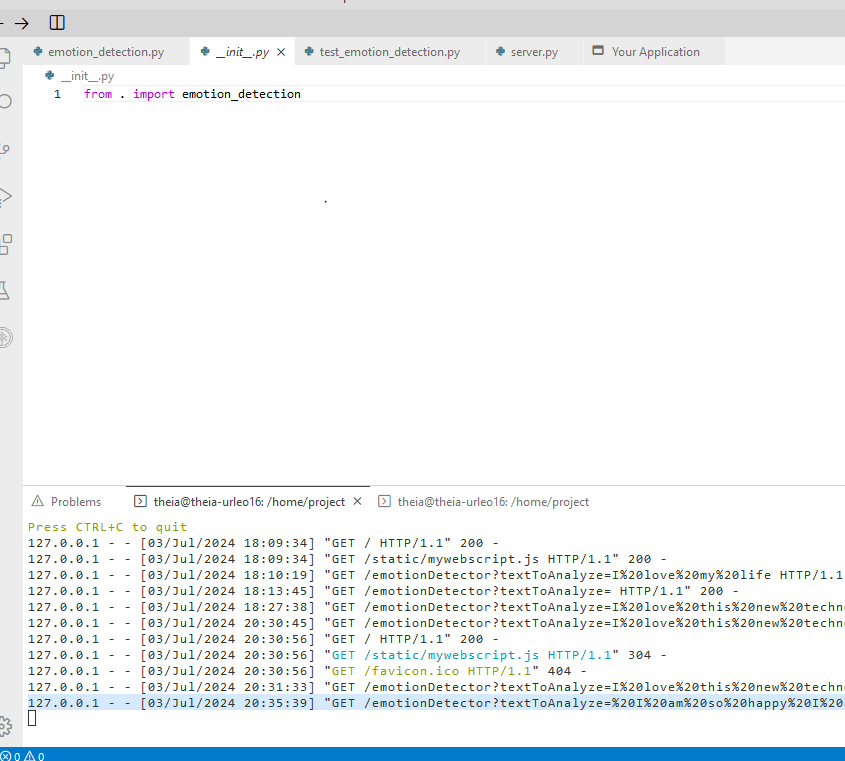 emotion_detection.py __init__.py test_emotion_detection.py server.py Your Application
__init__.py
1 from . import emotion_detection
Problems theia@theia-urleo16: /home/project theia@theia-urleo16: /home/project
Press CTRL+C to quit
127.0.0.1 - - [03/Jul/2024 18:09:34] "GET / HTTP/1.1" 200 -
127.0.0.1 - - [03/Jul/2024 18:09:34] "GET /static/mywebscript.js HTTP/1.1" 200 -
127.0.0.1 - - [03/Jul/2024 18:10:19] "GET /emotionDetector?textToAnalyze=I%20love%20my%20life HTTP/1.1
127.0.0.1 - - [03/Jul/2024 18:13:45] "GET /emotionDetector?textToAnalyze= HTTP/1.1" 200 -
127.0.0.1 - - [03/Jul/2024 18:27:38] "GET /emotionDetector?textToAnalyze=I%20love%20this%20new%20techn
127.0.0.1 - - [03/Jul/2024 20:30:45] "GET /emotionDetector?textToAnalyze=I%20love%20this%20new%20techn
127.0.0.1 - - [03/Jul/2024 20:30:56] "GET / HTTP/1.1" 200 -
127.0.0.1 - - [03/Jul/2024 20:30:56] "GET /static/mywebscript.js HTTP/1.1" 304 -
127.0.0.1 - - [03/Jul/2024 20:30:56] "GET /favicon.ico HTTP/1.1" 404 -
127.0.0.1 - - [03/Jul/2024 20:31:33] "GET /emotionDetector?textToAnalyze=I%20love%20this%20new%20techn
127.0.0.1 - - [03/Jul/2024 20:35:39] "GET /emotionDetector?textToAnalyze=%20I%20am%20so%20happy%20I%20
0 0